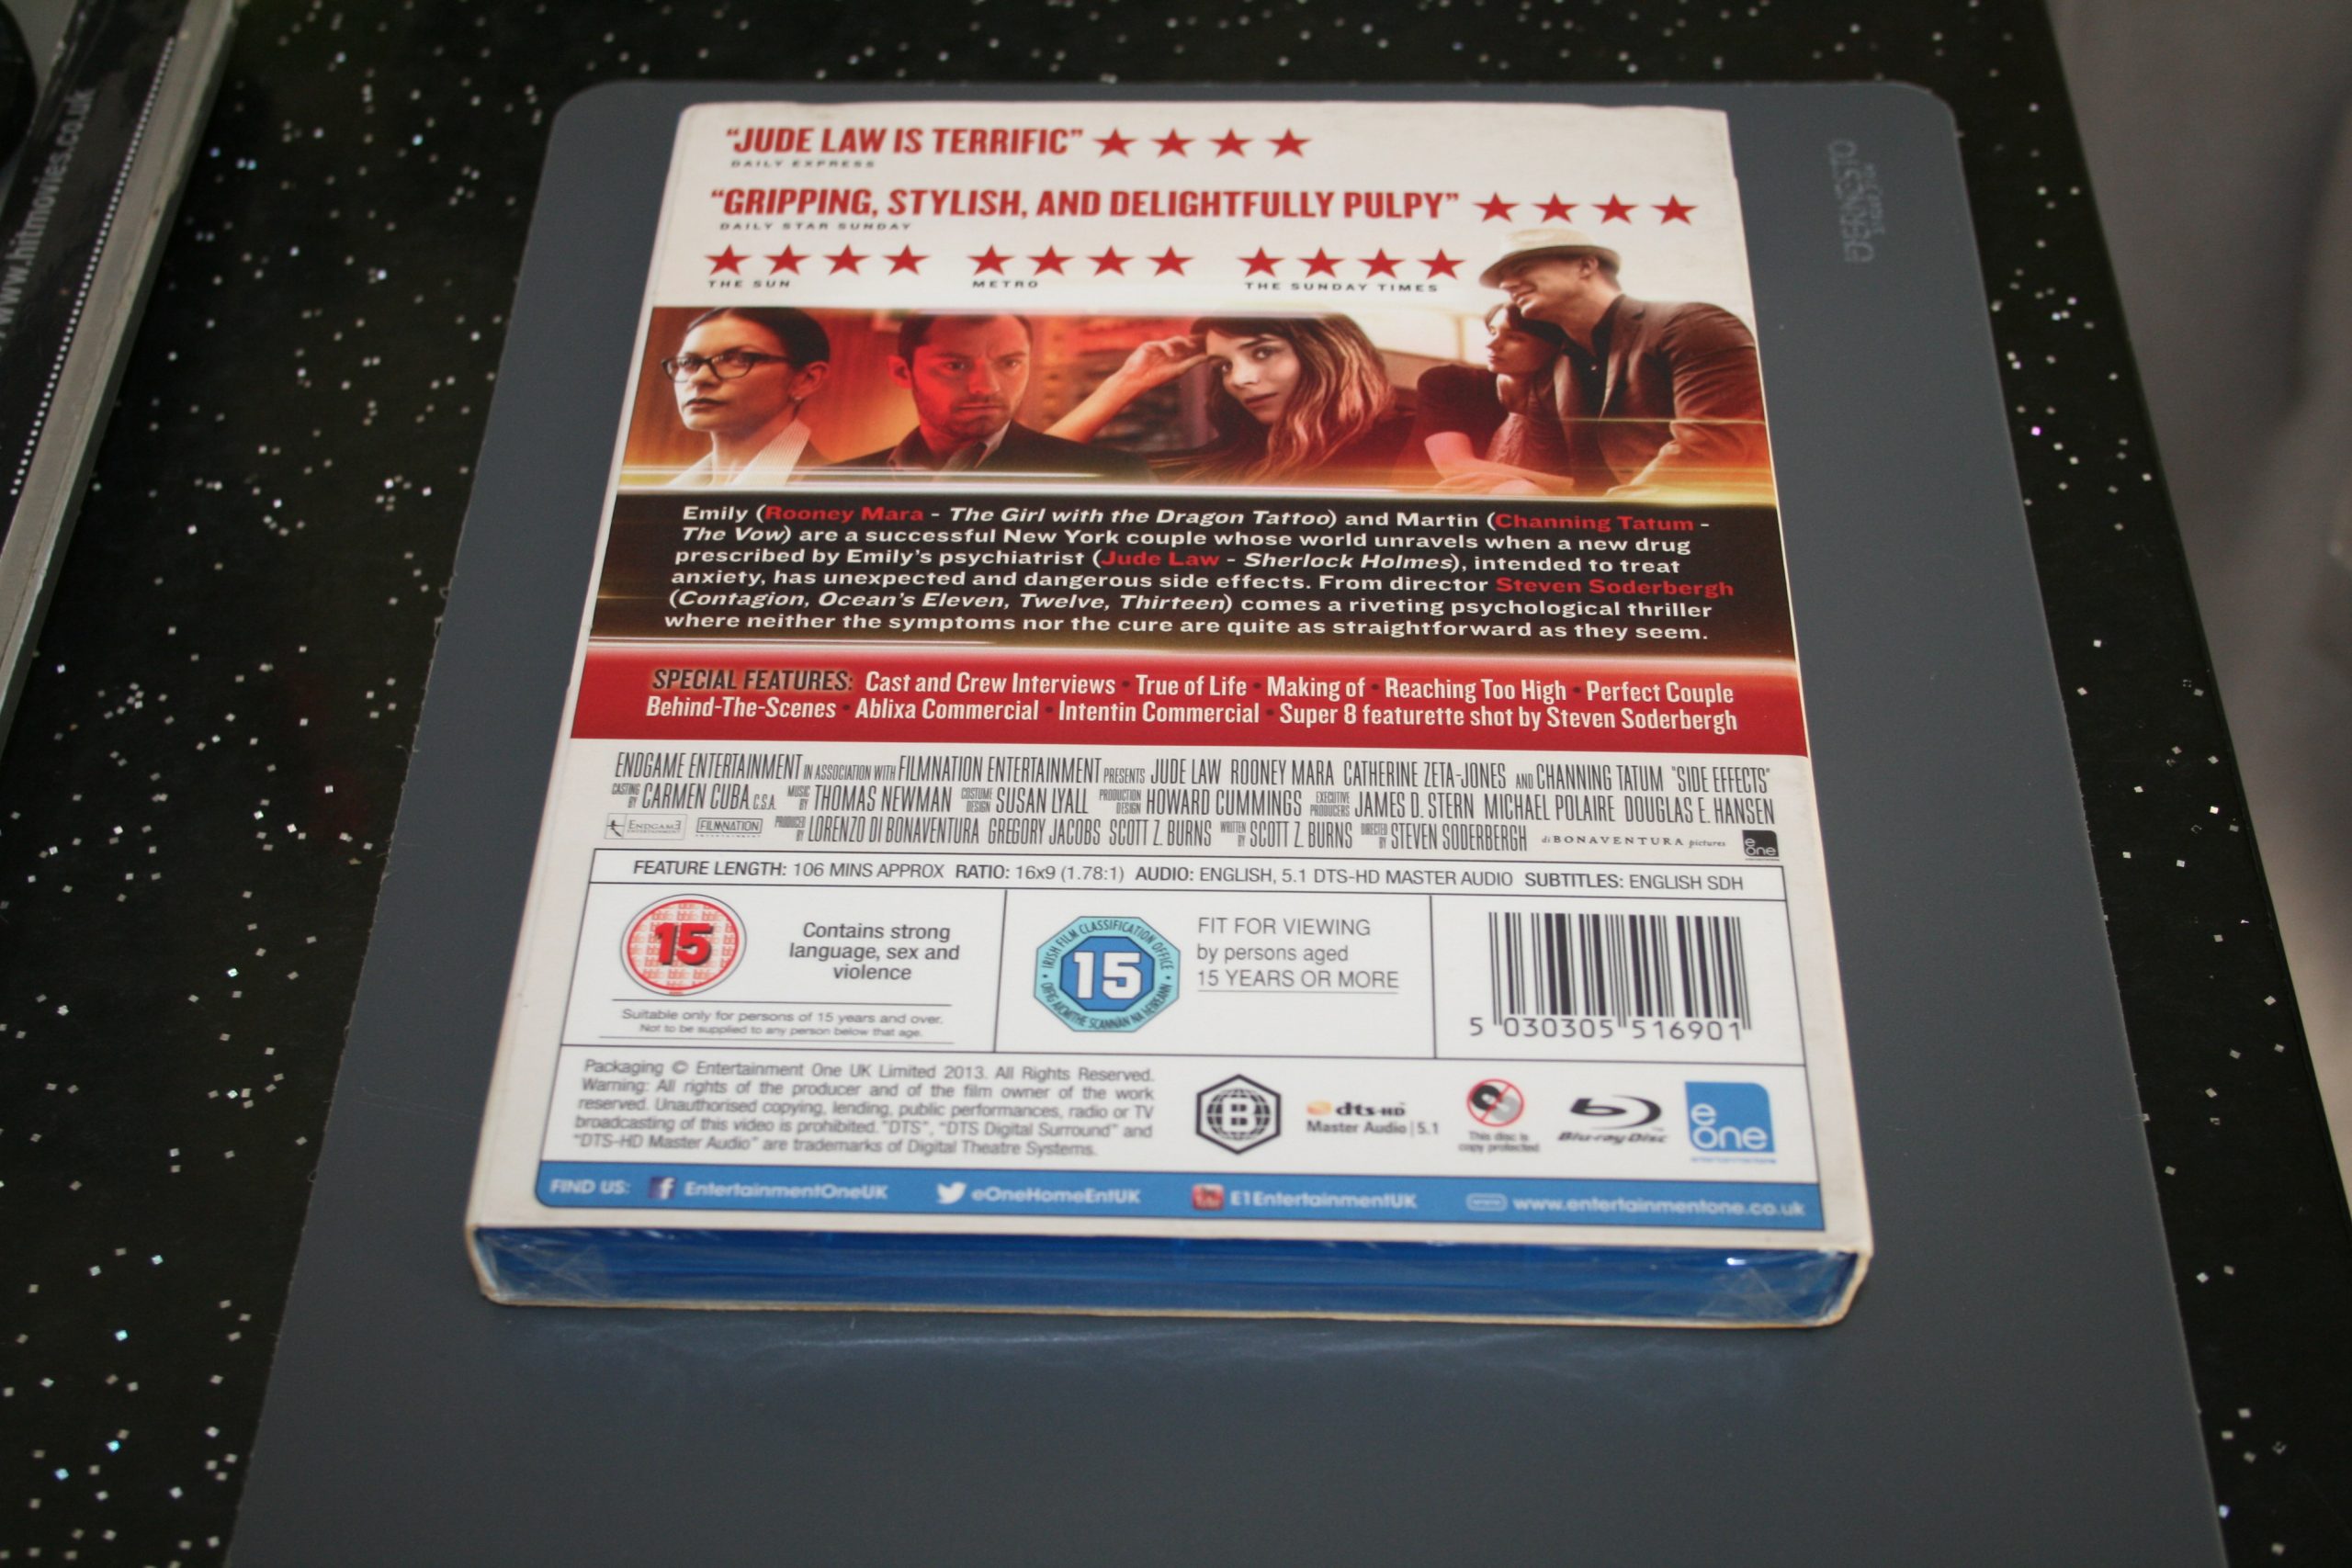 "JUDE LAW IS TERRIFIC"
DAILY EXPRESS
"GRIPPING, STYLISH, AND DELIGHTFULLY PULPY"
DAILY STAR SUNDAY
THE SUN METRO THE SUNDAY TIMES
Emily (Rooney Mara - The Girl with the Dragon Tattoo) and Martin (Channing Tatum -
The Vow) are a successful New York couple whose world unravels when a new drug
prescribed by Emily's psychiatrist (Jude Law - Sherlock Holmes), intended to treat
anxiety, has unexpected and dangerous side effects. From director Steven Soderbergh
(Contagion, Ocean's Eleven, Twelve, Thirteen) comes a riveting psychological thriller
where neither the symptoms nor the cure are quite as straightforward as they seem.
SPECIAL FEATURES: Cast and Crew Interviews • True of Life • Making of • Reaching Too High • Perfect Couple
Behind-The-Scenes • Ablixa Commercial • Intentin Commercial • Super 8 featurette shot by Steven Soderbergh
ENDGAME ENTERTAINMENT IN ASSOCIATION WITH FILMNATION ENTERTAINMENT PRESENTS JUDE LAW ROONEY MARA CATHERINE ZETA-JONES AND CHANNING TATUM "SIDE EFFECTS"
CASTING BY CARMEN CUBA C.S.A. MUSIC BY THOMAS NEWMAN COSTUME DESIGN SUSAN LYALL PRODUCTION DESIGN HOWARD CUMMINGS EXECUTIVE PRODUCERS JAMES D. STERN MICHAEL POLAIRE DOUGLAS E. HANSEN
ENDGAME ENTERTAINMENT FILMNATION ENTERTAINMENT PRODUCED BY LORENZO DI BONAVENTURA GREGORY JACOBS SCOTT Z. BURNS WRITTEN BY SCOTT Z. BURNS DIRECTED BY STEVEN SODERBERGH di BONAVENTURA pictures e one
FEATURE LENGTH: 106 MINS APPROX RATIO: 16x9 (1.78:1) AUDIO: ENGLISH, 5.1 DTS-HD MASTER AUDIO SUBTITLES: ENGLISH SDH
15
Contains strong
language, sex and
violence
Suitable only for persons of 15 years and over.
Not to be supplied to any person below that age.
IRISH FILM CLASSIFICATION OFFICE
15
OIFIG AICMITHE SCANNÁN NA hÉIREANN
FIT FOR VIEWING
by persons aged
15 YEARS OR MORE
5 030305 516901
Packaging © Entertainment One UK Limited 2013. All Rights Reserved.
Warning: All rights of the producer and of the film owner of the work
reserved. Unauthorised copying, lending, public performances, radio or TV
broadcasting of this video is prohibited. "DTS", "DTS Digital Surround" and
"DTS-HD Master Audio" are trademarks of Digital Theatre Systems.
B
dts-HD
Master Audio | 5.1
This disc is
copy protected
Blu-ray Disc
e one
FIND US: f EntertainmentOneUK eOneHomeEntUK E1EntertainmentUK www www.entertainmentone.co.uk
www.hitmovies.co.uk